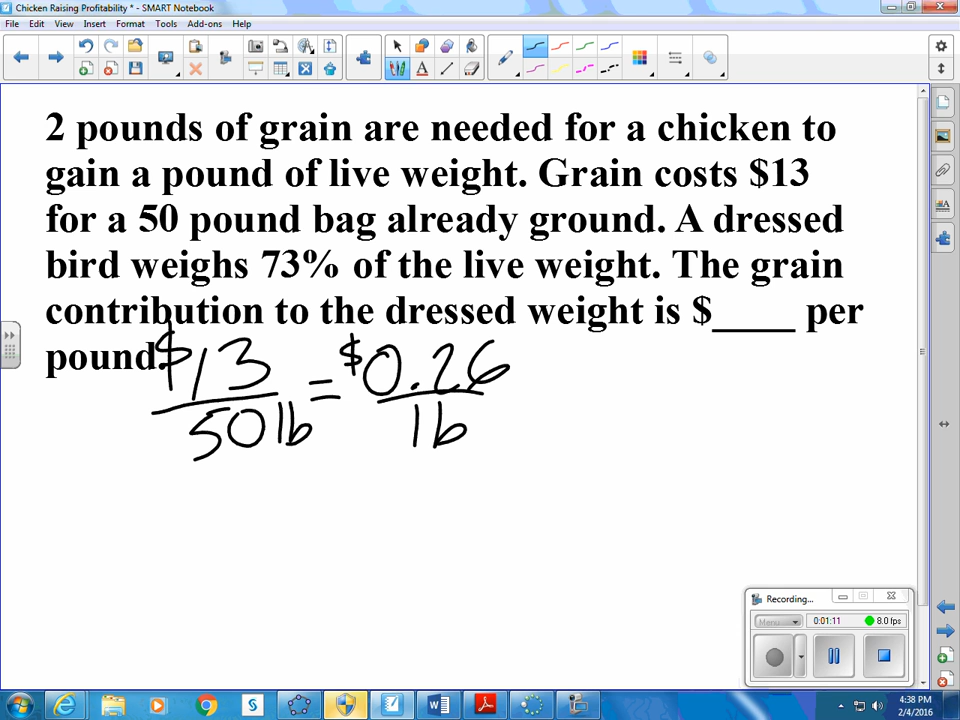 Chicken Raising Profitability * - SMART Notebook
File Edit View Insert Format Tools Add-ons Help
2 pounds of grain are needed for a chicken to
gain a pound of live weight. Grain costs $13
for a 50 pound bag already ground. A dressed
bird weighs 73% of the live weight. The grain
contribution to the dressed weight is $____ per
pound.
$13 = $0.26
50 lb lb
Recording...
Menu 0:01:11 8.0 fps
4:38 PM
2/4/2016